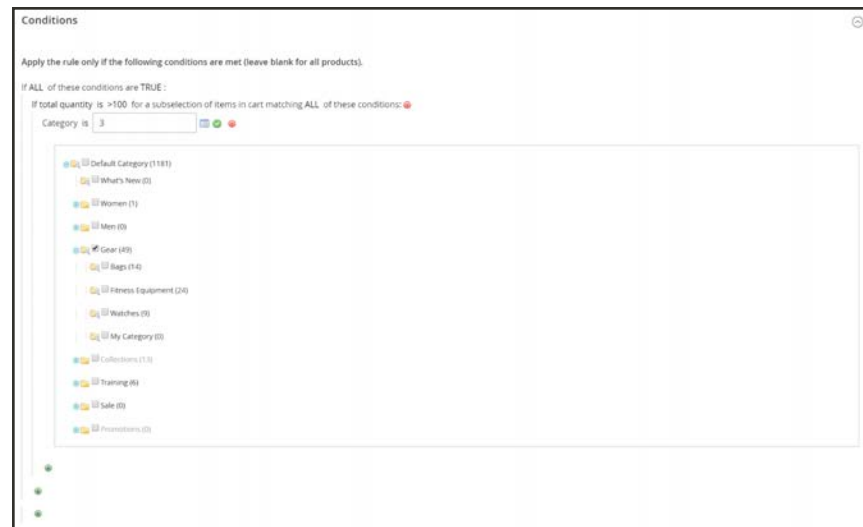 Conditions
Apply the rule only if the following conditions are met (leave blank for all products).
If ALL of these conditions are TRUE :
If total quantity is >100 for a subselection of items in cart matching ALL of these conditions:
Category is 3
Default Category (1181)
What's New (0)
Women (1)
Men (0)
Gear (49)
Bags (14)
Fitness Equipment (24)
Watches (9)
My Category (0)
Collections (13)
Training (6)
Sale (0)
Promotions (0)